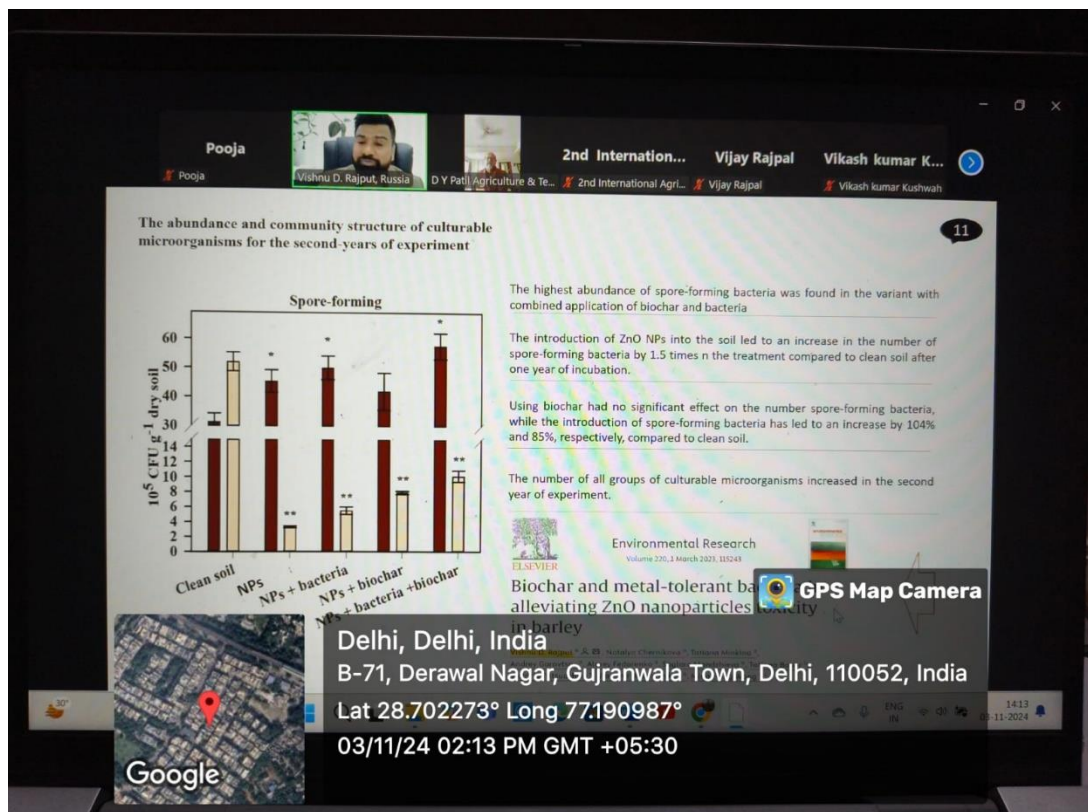 Pooja
2nd Internation...
Vijay Rajpal
Vikash kumar K...
Pooja
Vishnu D. Rajput, Russia
D Y Patil Agriculture & Te...
2nd International Agri...
Vijay Rajpal
Vikash kumar Kushwah
The abundance and community structure of culturable
microorganisms for the second-years of experiment
11
Spore-forming
10⁵ CFU g⁻¹ dry soil
60
50
40
30
14
12
10
8
6
4
2
0
*
*
*
**
**
**
**
Clean soil
NPs
NPs + bacteria
NPs + biochar
NPs + bacteria +biochar
The highest abundance of spore-forming bacteria was found in the variant with
combined application of biochar and bacteria
The introduction of ZnO NPs into the soil led to an increase in the number of
spore-forming bacteria by 1.5 times n the treatment compared to clean soil after
one year of incubation.
Using biochar had no significant effect on the number spore-forming bacteria,
while the introduction of spore-forming bacteria has led to an increase by 104%
and 85%, respectively, compared to clean soil.
The number of all groups of culturable microorganisms increased in the second
year of experiment.
ELSEVIER
Environmental Research
Volume 220, 1 March 2023, 115243
Biochar and metal-tolerant
alleviating ZnO nanoparticles
in barley
GPS Map Camera
Delhi, Delhi, India
B-71, Derawal Nagar, Gujranwala Town, Delhi, 110052, India
Lat 28.702273° Long 77.190987°
03/11/24 02:13 PM GMT +05:30
Google
30°
ENG
IN
14:13
03-11-2024